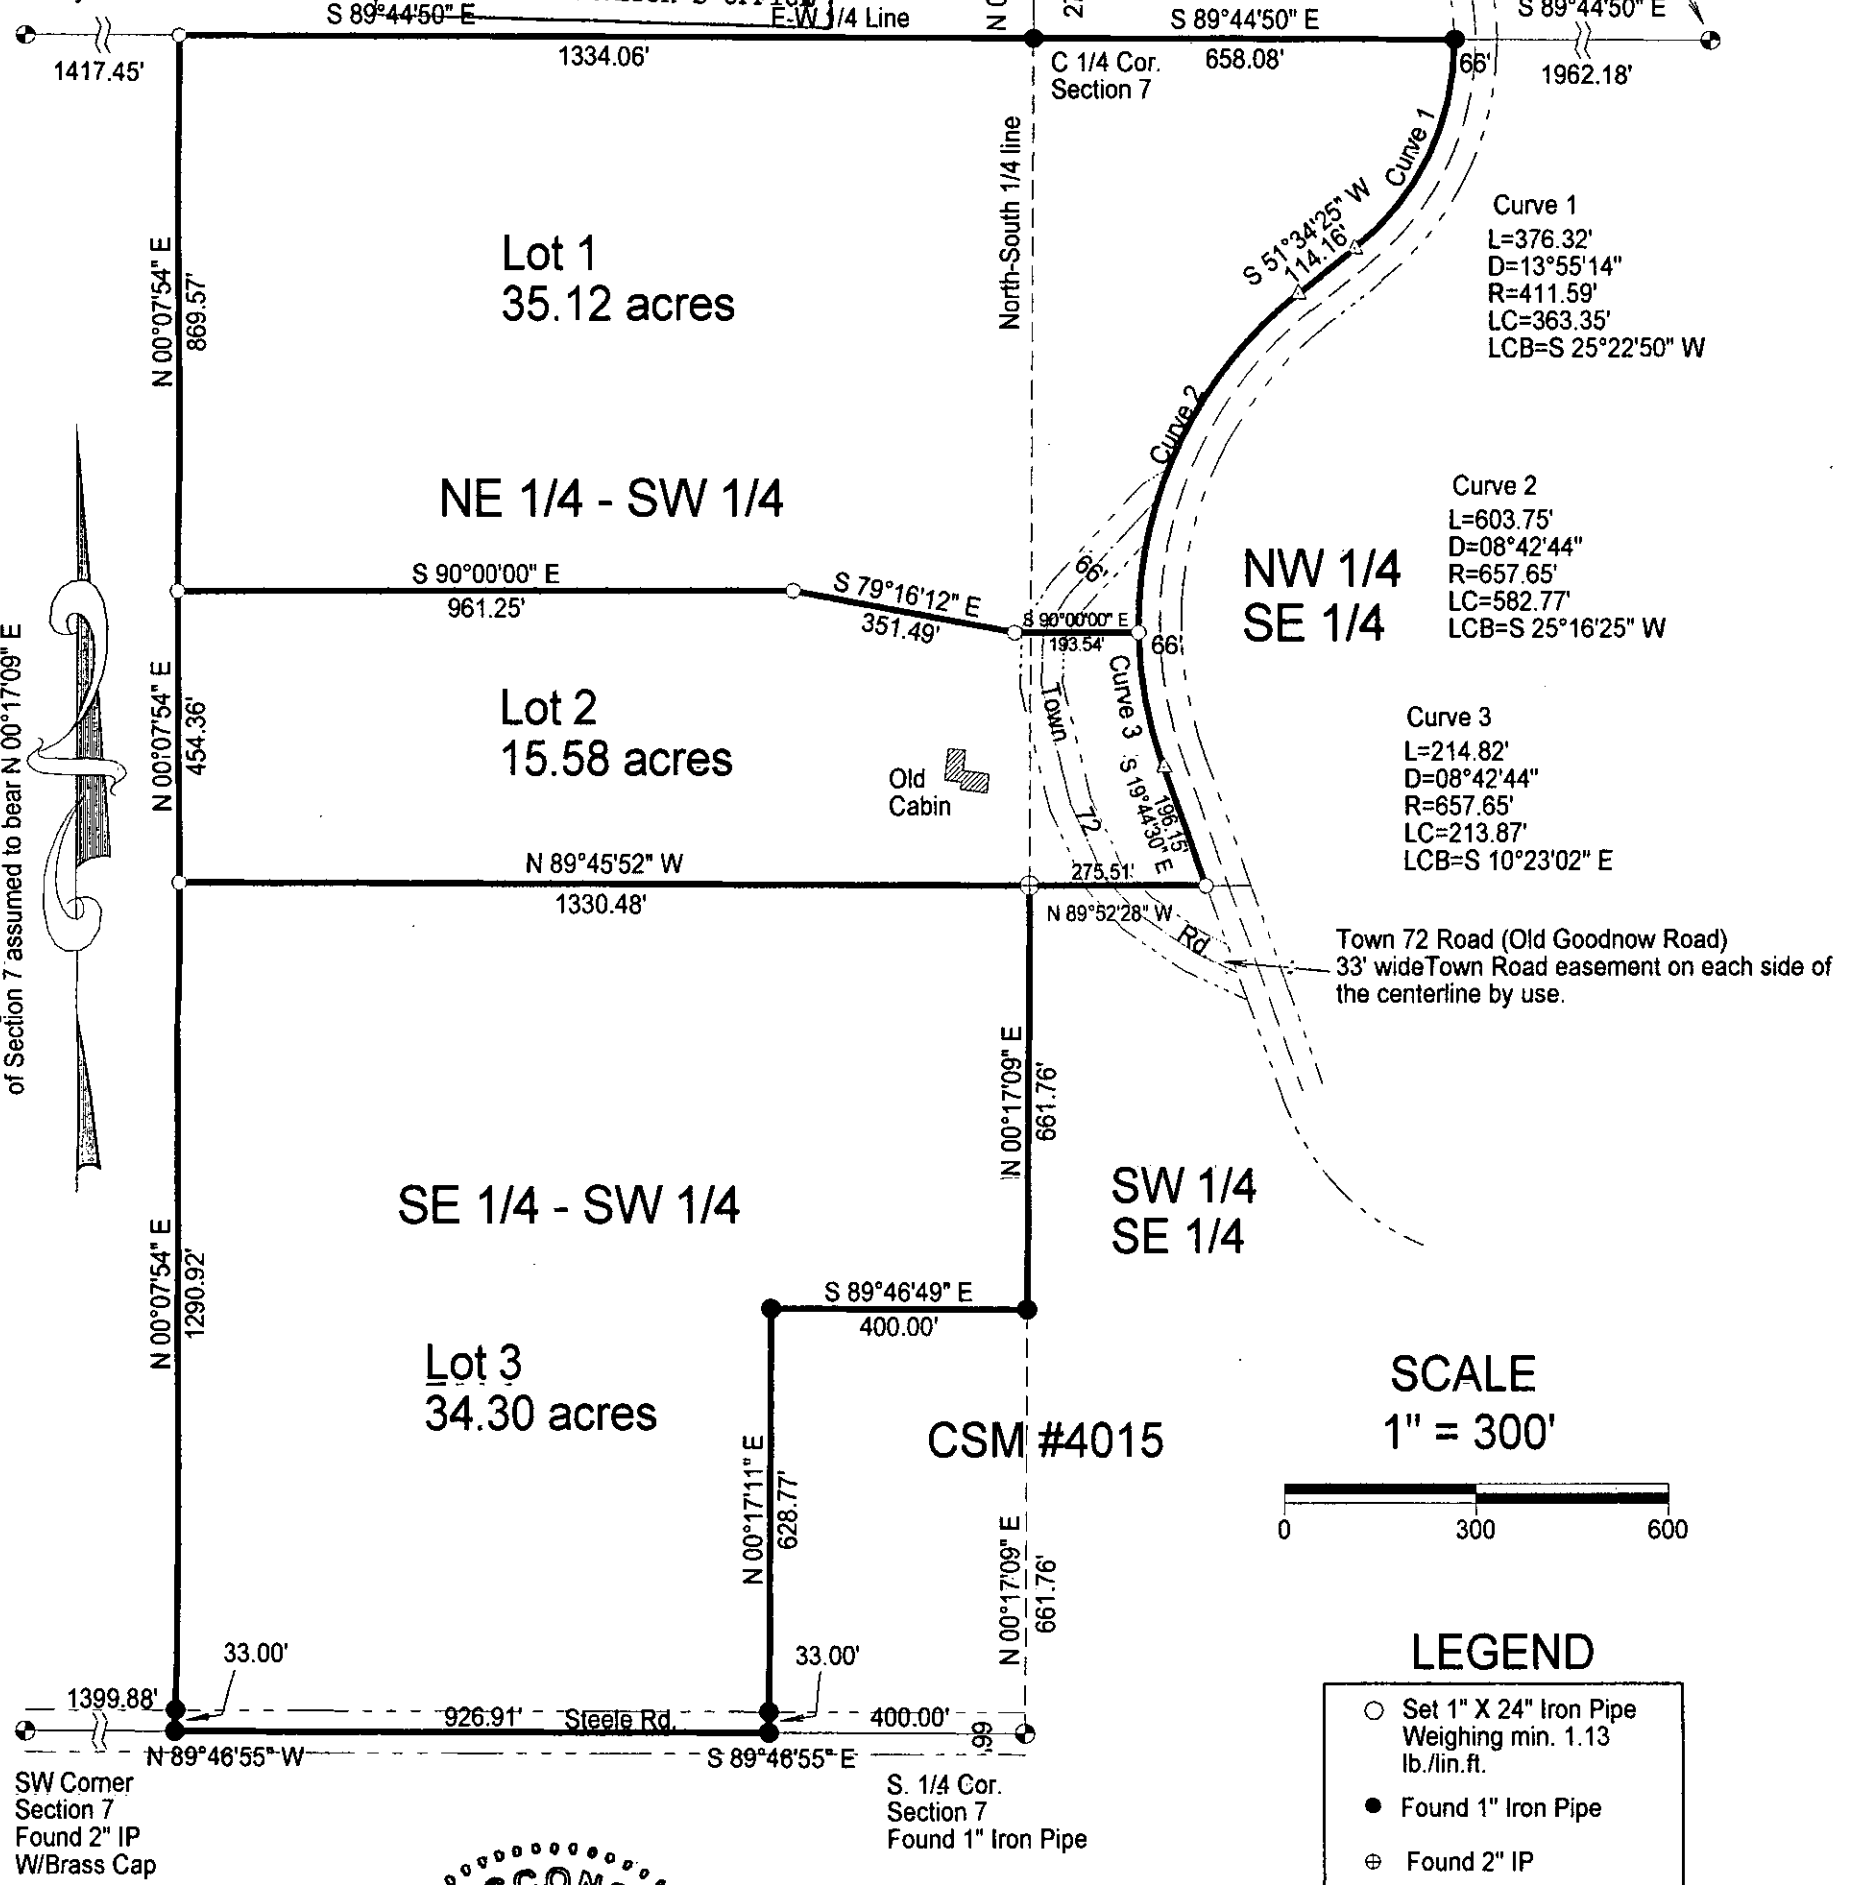 S 89°44'50" E
E-W 1/4 Line
S 89°44'50" E
S 89°44'50" E
1417.45'
1334.06'
C 1/4 Cor.
Section 7
658.08'
66'
1962.18'
North-South 1/4 line
Curve 1
S 51°34'25" W
114.16'
Curve 1
L=376.32'
D=13°55'14"
R=411.59'
LC=363.35'
LCB=S 25°22'50" W
Lot 1
35.12 acres
N 00°07'54" E
869.57'
Curve 2
NE 1/4 - SW 1/4
Curve 2
L=603.75'
D=08°42'44"
R=657.65'
LC=582.77'
LCB=S 25°16'25" W
NW 1/4
SE 1/4
66'
S 90°00'00" E
961.25'
S 79°16'12" E
351.49'
S 90°00'00" E
193.54'
66'
of Section 7 assumed to bear N 00°17'09" E
N 00°07'54" E
454.36'
Lot 2
15.58 acres
Old
Cabin
Town
72
Rd.
Curve 3
S 19°44'30" E
196.15'
Curve 3
L=214.82'
D=08°42'44"
R=657.65'
LC=213.87'
LCB=S 10°23'02" E
N 89°45'52" W
1330.48'
275.51'
N 89°52'28" W
Town 72 Road (Old Goodnow Road)
33' wideTown Road easement on each side of
the centerline by use.
N 00°17'09" E
661.76'
SE 1/4 - SW 1/4
SW 1/4
SE 1/4
N 00°07'54" E
1290.92'
S 89°46'49" E
400.00'
Lot 3
34.30 acres
CSM #4015
N 00°17'11" E
628.77'
N 00°17'09" E
661.76'
SCALE
1" = 300'
0 300 600
33.00'
33.00'
1399.88'
926.91'
Steele Rd.
400.00'
66'
N 89°46'55" W
S 89°46'55" E
SW Corner
Section 7
Found 2" IP
W/Brass Cap
S. 1/4 Cor.
Section 7
Found 1" Iron Pipe
LEGEND
Set 1" X 24" Iron Pipe
Weighing min. 1.13
lb./lin.ft.
Found 1" Iron Pipe
Found 2" IP